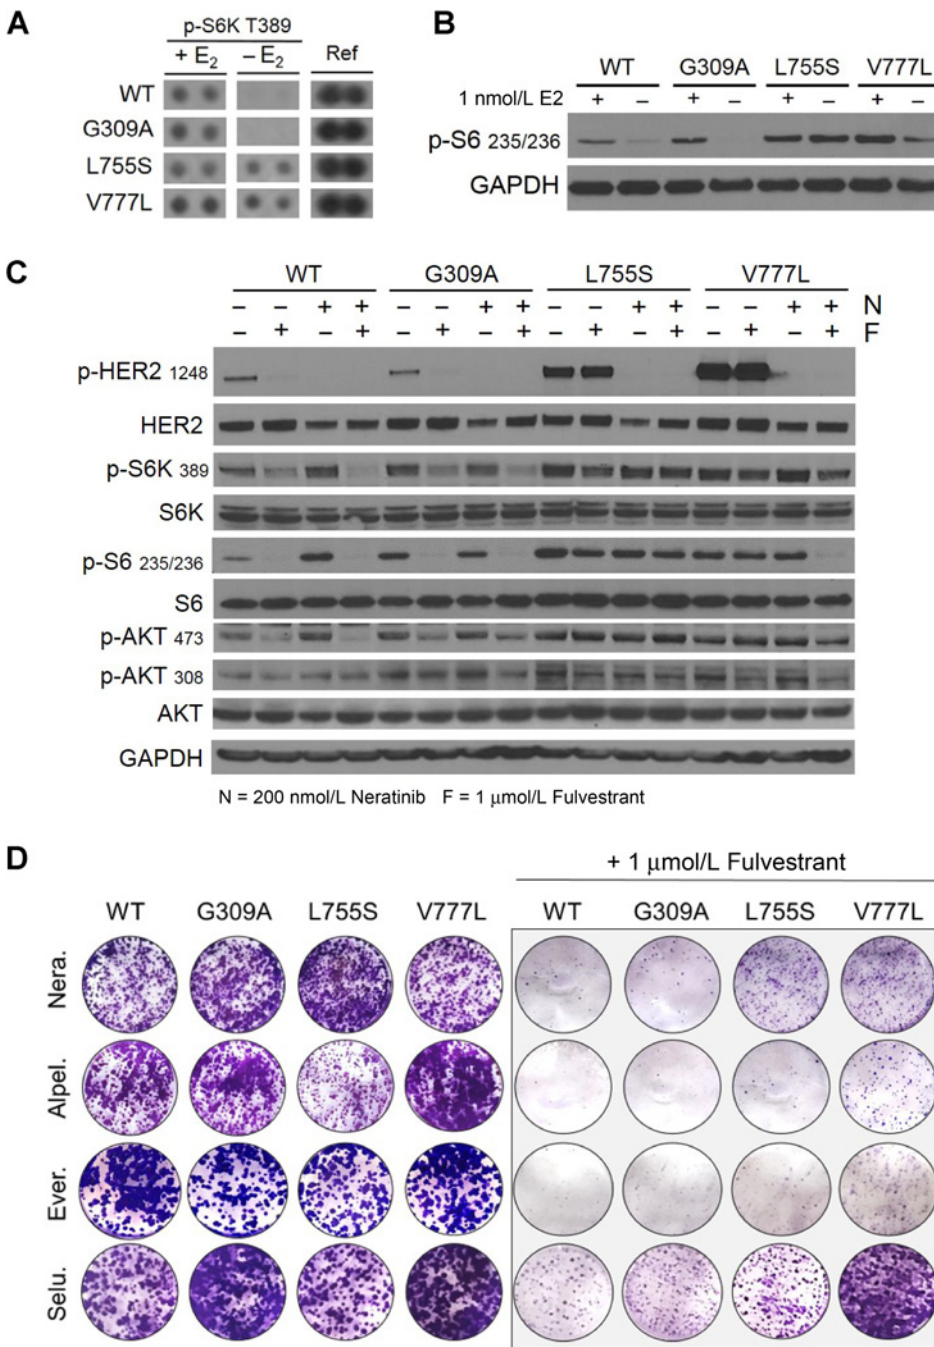 A
p-S6K T389
+ E2 – E2 Ref
WT
G309A
L755S
V777L
B
WT G309A L755S V777L
1 nmol/L E2 + – + – + – + –
p-S6 235/236
GAPDH
C
WT G309A L755S V777L
– – + + – – + + – – + + – – + + N
– + – + – + – + – + – + – + – + F
p-HER2 1248
HER2
p-S6K 389
S6K
p-S6 235/236
S6
p-AKT 473
p-AKT 308
AKT
GAPDH
N = 200 nmol/L Neratinib F = 1 μmol/L Fulvestrant
D
+ 1 μmol/L Fulvestrant
WT G309A L755S V777L WT G309A L755S V777L
Nera.
Alpel.
Ever.
Selu.